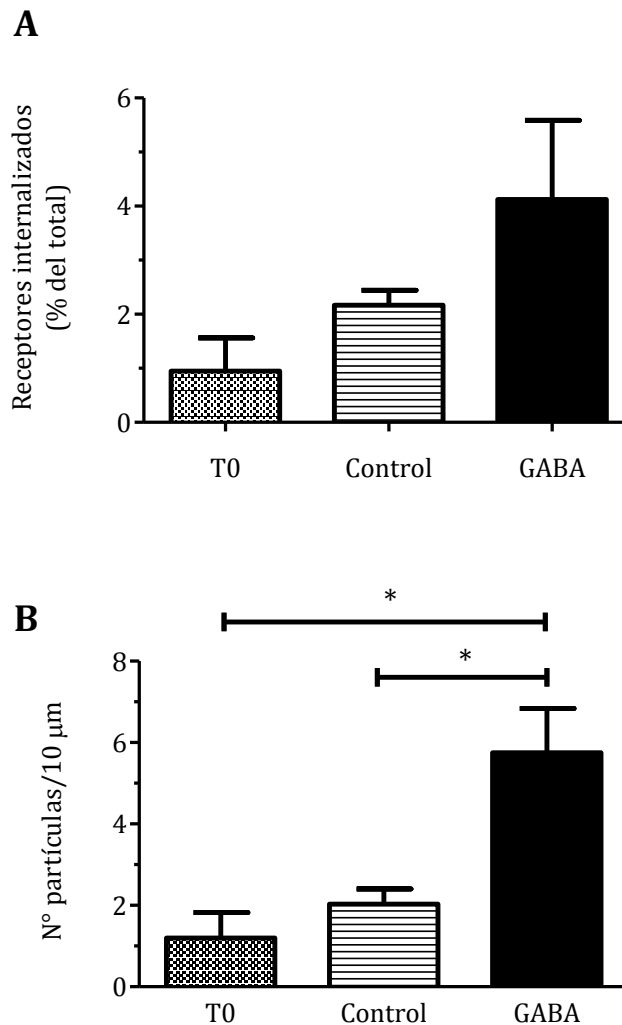 A
Receptores internalizados
(% del total)
6
4
2
0
T0 Control GABA
B
*
*
N° partículas/10 μm
8
6
4
2
0
T0 Control GABA